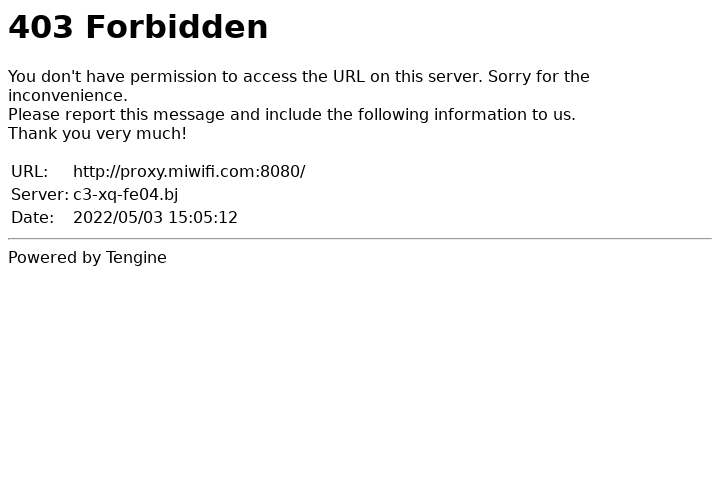 403 Forbidden
You don't have permission to access the URL on this server. Sorry for the
inconvenience.
Please report this message and include the following information to us.
Thank you very much!
URL: http://proxy.miwifi.com:8080/
Server: c3-xq-fe04.bj
Date: 2022/05/03 15:05:12
Powered by Tengine